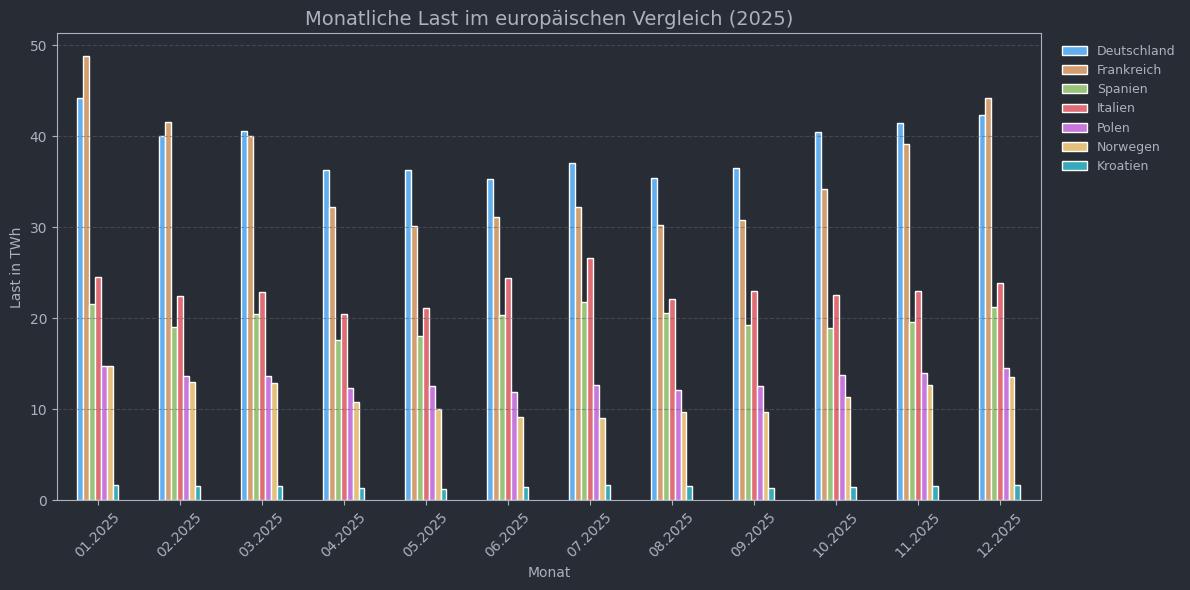 Monatliche Last im europäischen Vergleich (2025)
Deutschland
Frankreich
Spanien
Italien
Polen
Norwegen
Kroatien
Last in TWh
50
40
30
20
10
0
01.2025
02.2025
03.2025
04.2025
05.2025
06.2025
07.2025
08.2025
09.2025
10.2025
11.2025
12.2025
Monat